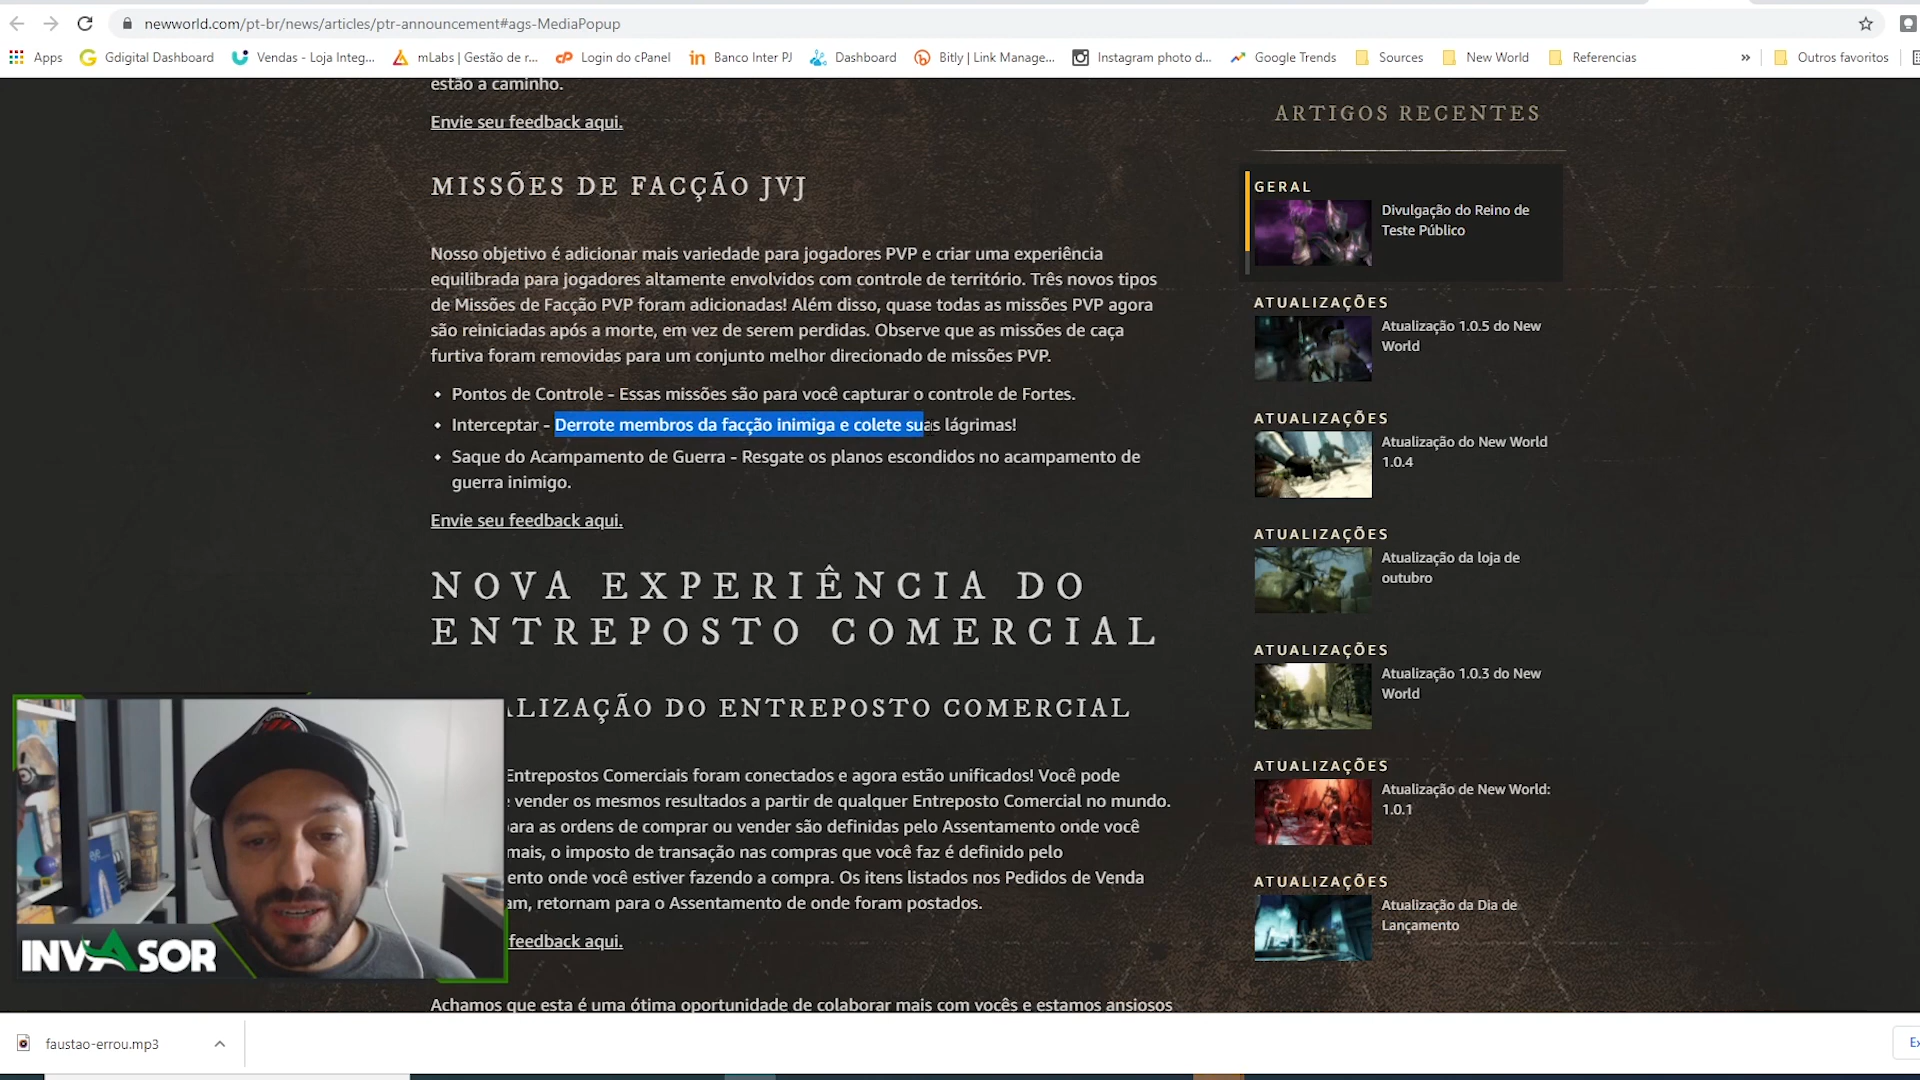 newworld.com/pt-br/news/articles/ptr-announcement#ags-MediaPopup
Apps
Gdigital Dashboard
Vendas - Loja Integ...
mLabs | Gestão de r...
Login do cPanel
Banco Inter PJ
Dashboard
Bitly | Link Manage...
Instagram photo d...
Google Trends
Sources
New World
Referencias
»
Outros favoritos
estão a caminho.
Envie seu feedback aqui.
MISSÕES DE FACÇÃO JVJ
Nosso objetivo é adicionar mais variedade para jogadores PVP e criar uma experiência
equilibrada para jogadores altamente envolvidos com controle de território. Três novos tipos
de Missões de Facção PVP foram adicionadas! Além disso, quase todas as missões PVP agora
são reiniciadas após a morte, em vez de serem perdidas. Observe que as missões de caça
furtiva foram removidas para um conjunto melhor direcionado de missões PVP.
• Pontos de Controle - Essas missões são para você capturar o controle de Fortes.
• Interceptar - Derrote membros da facção inimiga e colete suas lágrimas!
• Saque do Acampamento de Guerra - Resgate os planos escondidos no acampamento de
guerra inimigo.
Envie seu feedback aqui.
NOVA EXPERIÊNCIA DO
ENTREPOSTO COMERCIAL
LIZAÇÃO DO ENTREPOSTO COMERCIAL
Entrepostos Comerciais foram conectados e agora estão unificados! Você pode
vender os mesmos resultados a partir de qualquer Entreposto Comercial no mundo.
para as ordens de comprar ou vender são definidas pelo Assentamento onde você
mais, o imposto de transação nas compras que você faz é definido pelo
ento onde você estiver fazendo a compra. Os itens listados nos Pedidos de Venda
am, retornam para o Assentamento de onde foram postados.
feedback aqui.
Achamos que esta é uma ótima oportunidade de colaborar mais com vocês e estamos ansiosos
ARTIGOS RECENTES
GERAL
Divulgação do Reino de
Teste Público
ATUALIZAÇÕES
Atualização 1.0.5 do New
World
ATUALIZAÇÕES
Atualização do New World
1.0.4
ATUALIZAÇÕES
Atualização da loja de
outubro
ATUALIZAÇÕES
Atualização 1.0.3 do New
World
ATUALIZAÇÕES
Atualização de New World:
1.0.1
ATUALIZAÇÕES
Atualização da Dia de
Lançamento
INVASOR
faustao-errou.mp3
Ex